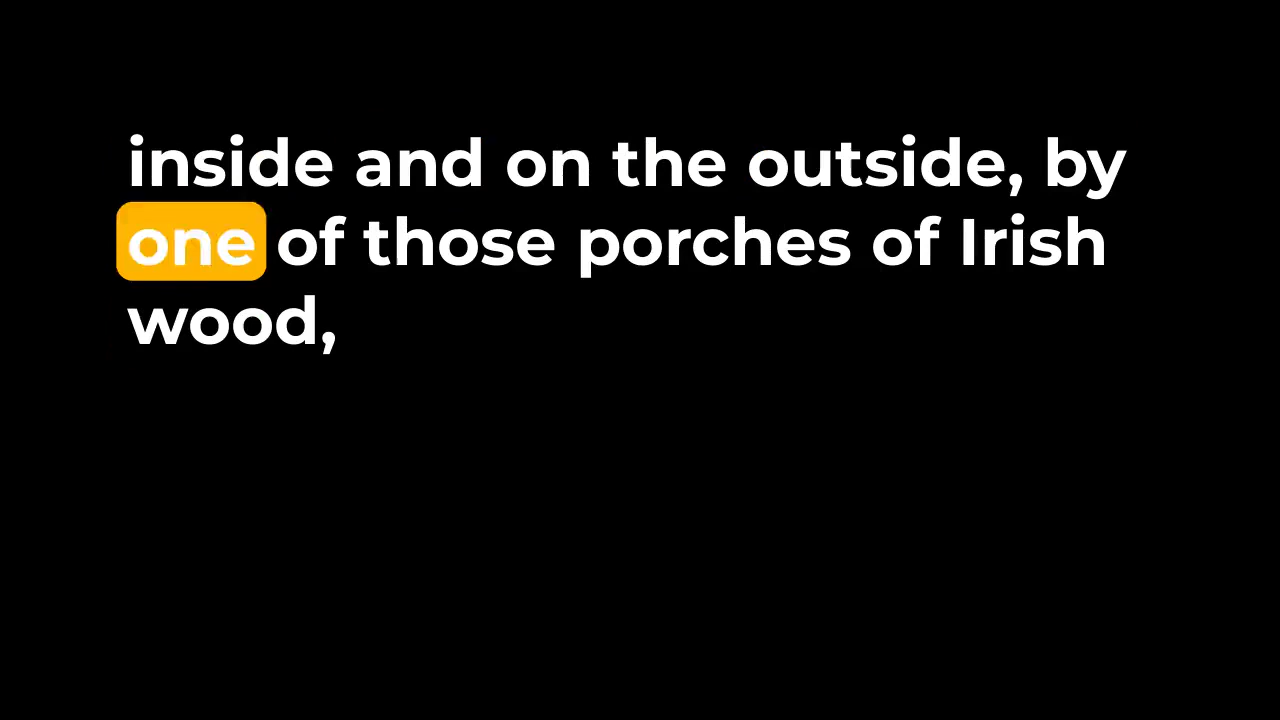 inside and on the outside, by
one of those porches of Irish
wood,